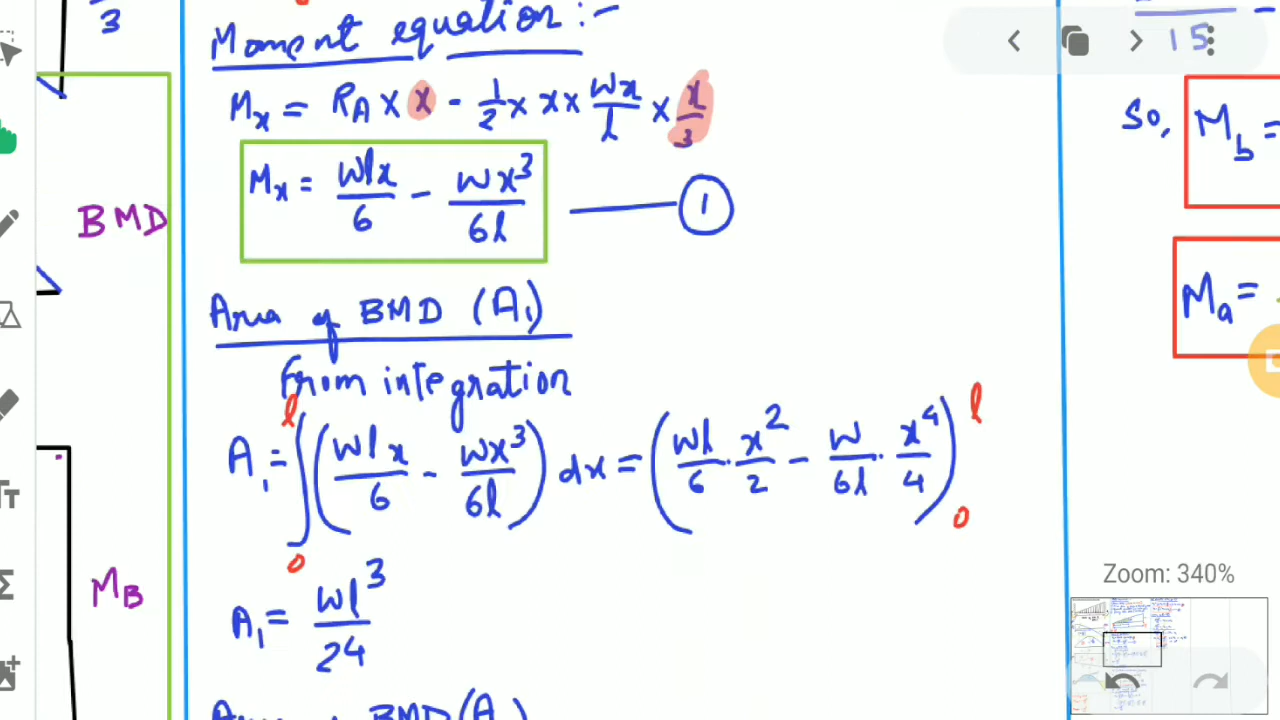 3
Moment equation :-
Mx = RA × x - 1/2 × x × wx/l × x/3
Mx = wlx/6 - wx³/6l ——— 1
BMD
Area of BMD (A₁)
From integration
A₁ = ∫₀ˡ (wlx/6 - wx³/6l) dx = (wl/6 · x²/2 - w/6l · x⁴/4)₀ˡ
A₁ = wl³/24
MB
15
So, Mb =
Ma =
Zoom: 340%